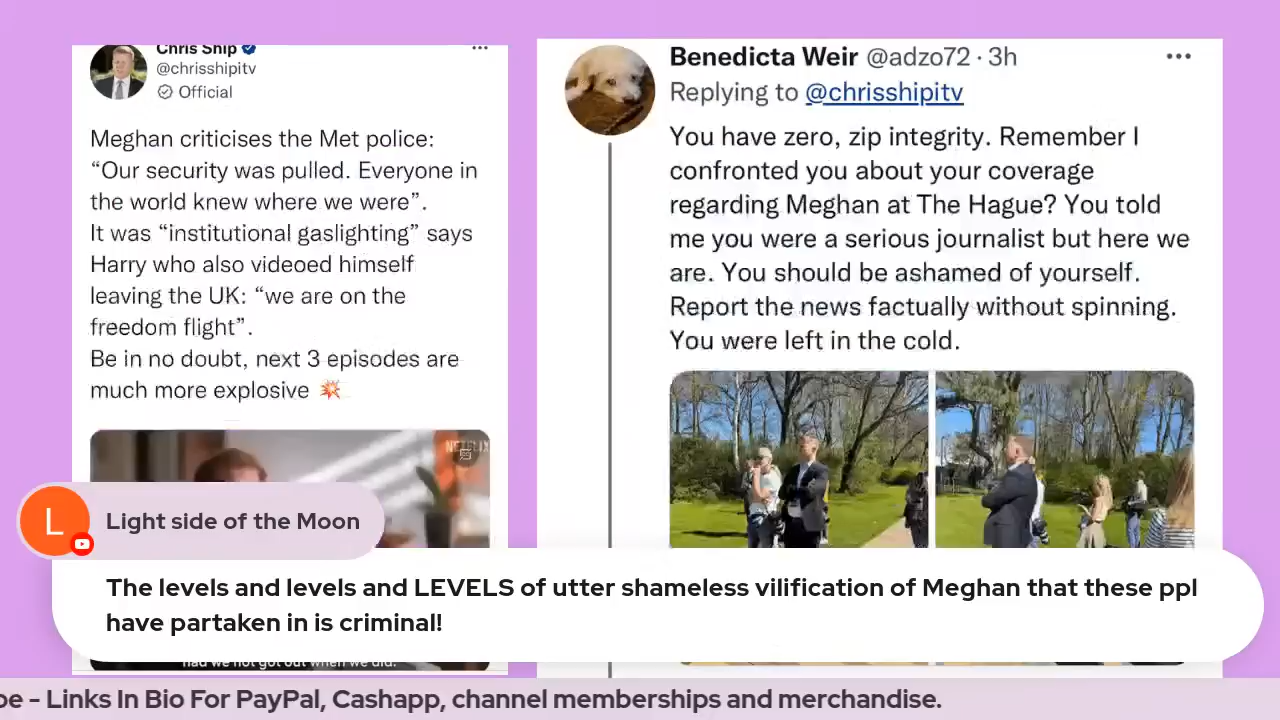 Chris Ship
@chrisshipitv
Official
Meghan criticises the Met police:
“Our security was pulled. Everyone in
the world knew where we were”.
It was “institutional gaslighting” says
Harry who also videoed himself
leaving the UK: “we are on the
freedom flight”.
Be in no doubt, next 3 episodes are
much more explosive 💥
NETFLIX
had we not got out when we did.
Benedicta Weir @adzo72 · 3h
Replying to @chrisshipitv
You have zero, zip integrity. Remember I
confronted you about your coverage
regarding Meghan at The Hague? You told
me you were a serious journalist but here we
are. You should be ashamed of yourself.
Report the news factually without spinning.
You were left in the cold.
L
Light side of the Moon
The levels and levels and LEVELS of utter shameless vilification of Meghan that these ppl
have partaken in is criminal!
- Links In Bio For PayPal, Cashapp, channel memberships and merchandise.